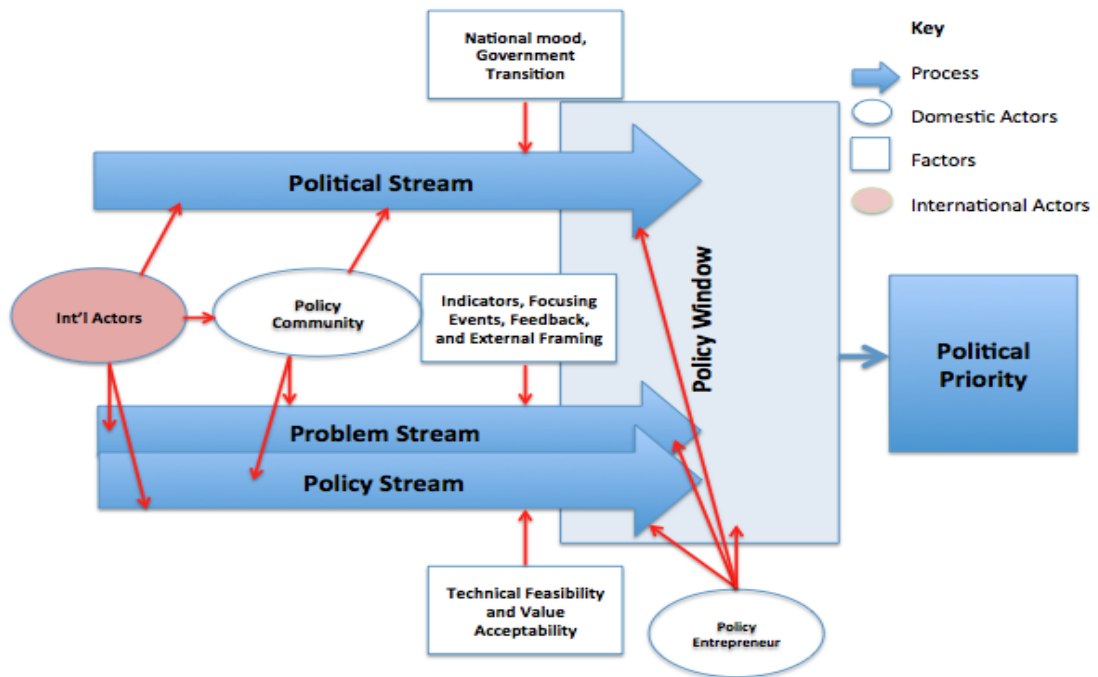 National mood,
Government
Transition
Key
Process
Domestic Actors
Factors
International Actors
Political Stream
Int'l Actors
Policy
Community
Indicators, Focusing
Events, Feedback,
and External Framing
Policy Window
Political
Priority
Problem Stream
Policy Stream
Technical Feasibility
and Value
Acceptability
Policy
Entrepreneur